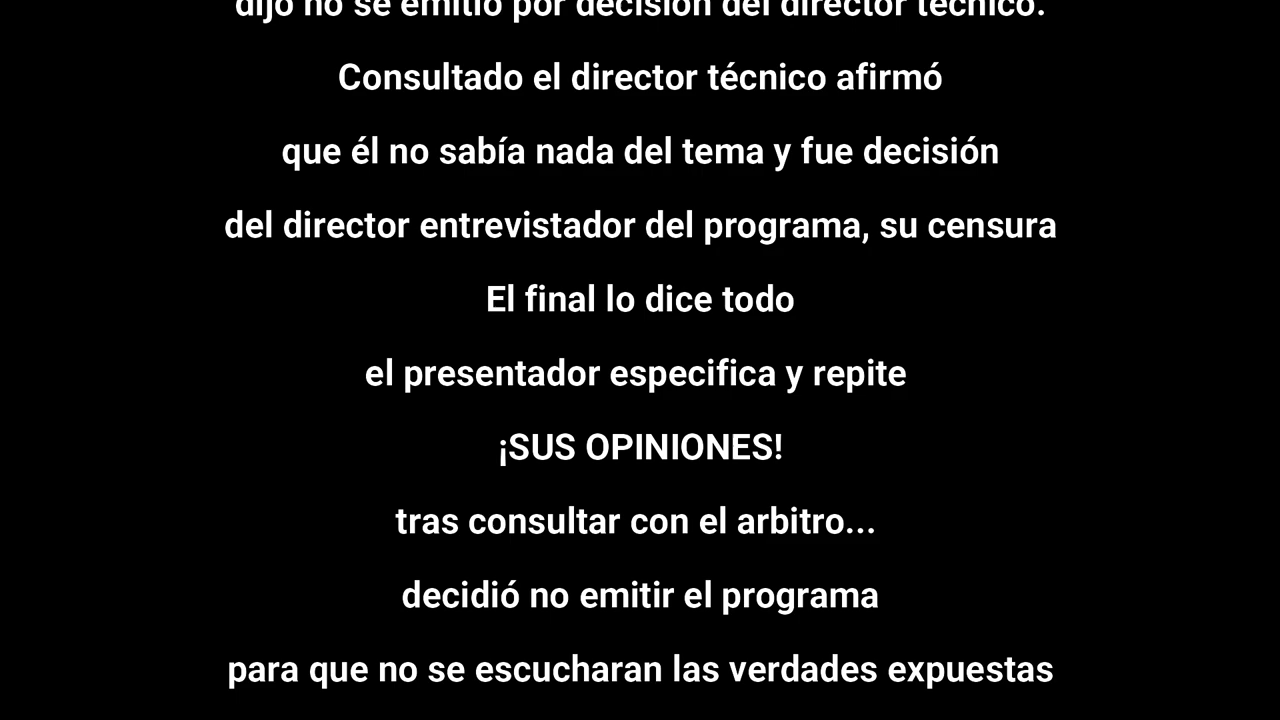 dijo no se emitió por decisión del director técnico.
Consultado el director técnico afirmó
que él no sabía nada del tema y fue decisión
del director entrevistador del programa, su censura
El final lo dice todo
el presentador especifica y repite
¡SUS OPINIONES!
tras consultar con el arbitro...
decidió no emitir el programa
para que no se escucharan las verdades expuestas